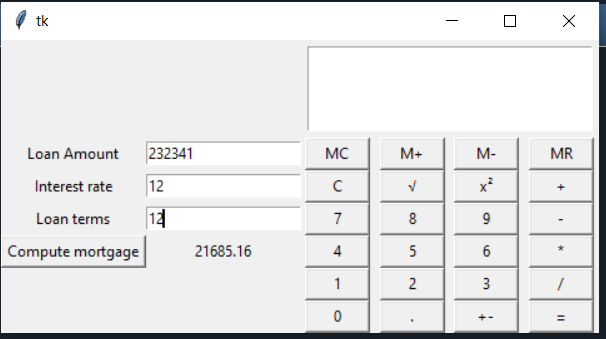 tk
Loan Amount 232341 MC M+ M- MR
Interest rate 12 C √ x² +
Loan terms 12 7 8 9 -
Compute mortgage 21685.16 4 5 6 *
1 2 3 /
0 . +- =